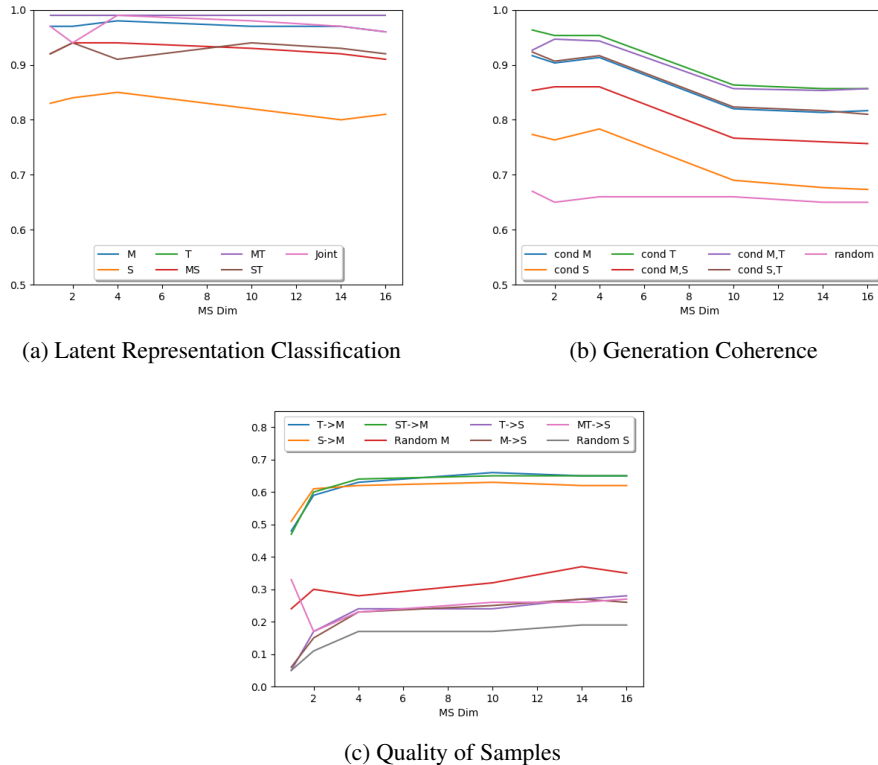 1.0
0.9
0.8
0.7
0.6
0.5
M T MT Joint
S MS ST
2 4 6 8 10 12 14 16
MS Dim
(a) Latent Representation Classification
1.0
0.9
0.8
0.7
0.6
0.5
cond M cond T cond M,T random
cond S cond M,S cond S,T
2 4 6 8 10 12 14 16
MS Dim
(b) Generation Coherence
T->M ST->M T->S MT->S
S->M Random M M->S Random S
0.8
0.7
0.6
0.5
0.4
0.3
0.2
0.1
0.0
2 4 6 8 10 12 14 16
MS Dim
(c) Quality of Samples